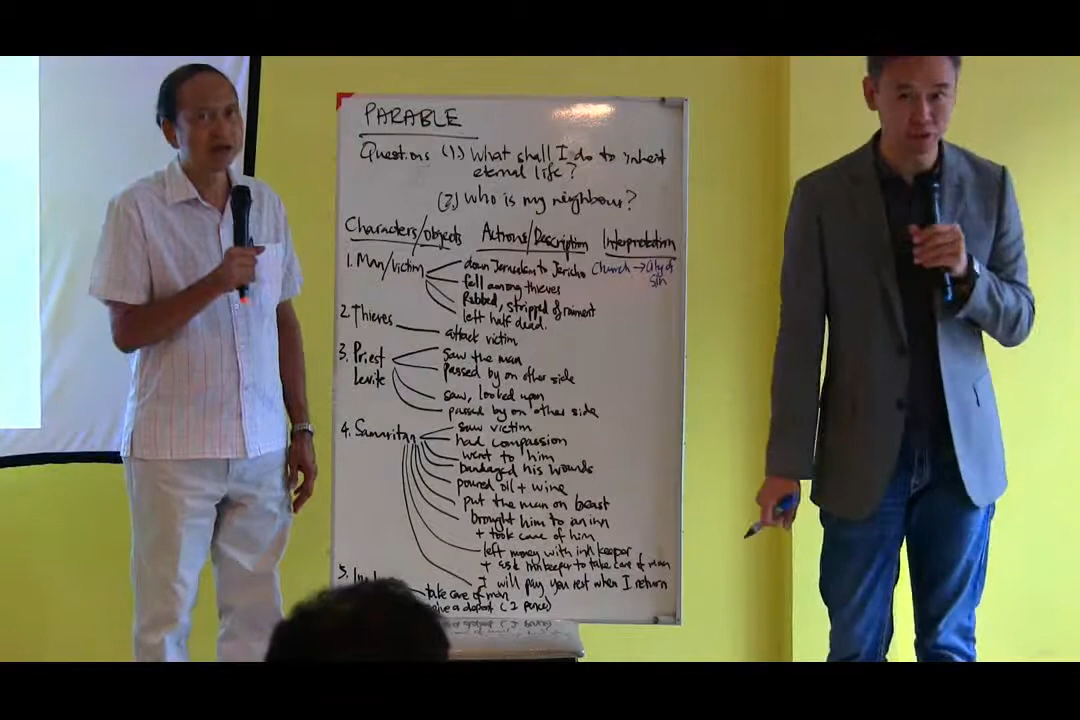 PARABLE
Questions (1.) What shall I do to inherit
eternal life?
(2.) Who is my neighbour?
Characters/objects Actions/Description Interpretation
1. Man/victim down Jerusalem to Jericho Church → City of
Sin
fell among thieves
Robbed, stripped of raiment
left half dead.
2. Thieves attack victim
3. Priest saw the man
passed by on other side
Levite saw, looked upon
passed by on other side
4. Samaritan saw victim
had compassion
went to him
bandaged his wounds
poured oil + wine
put the man on beast
brought him to an inn
+ took care of him
left money with innkeeper
+ ask innkeeper to take care of man
I will pay you rest when I return
5.
take care of man
a deposit (2 pence)